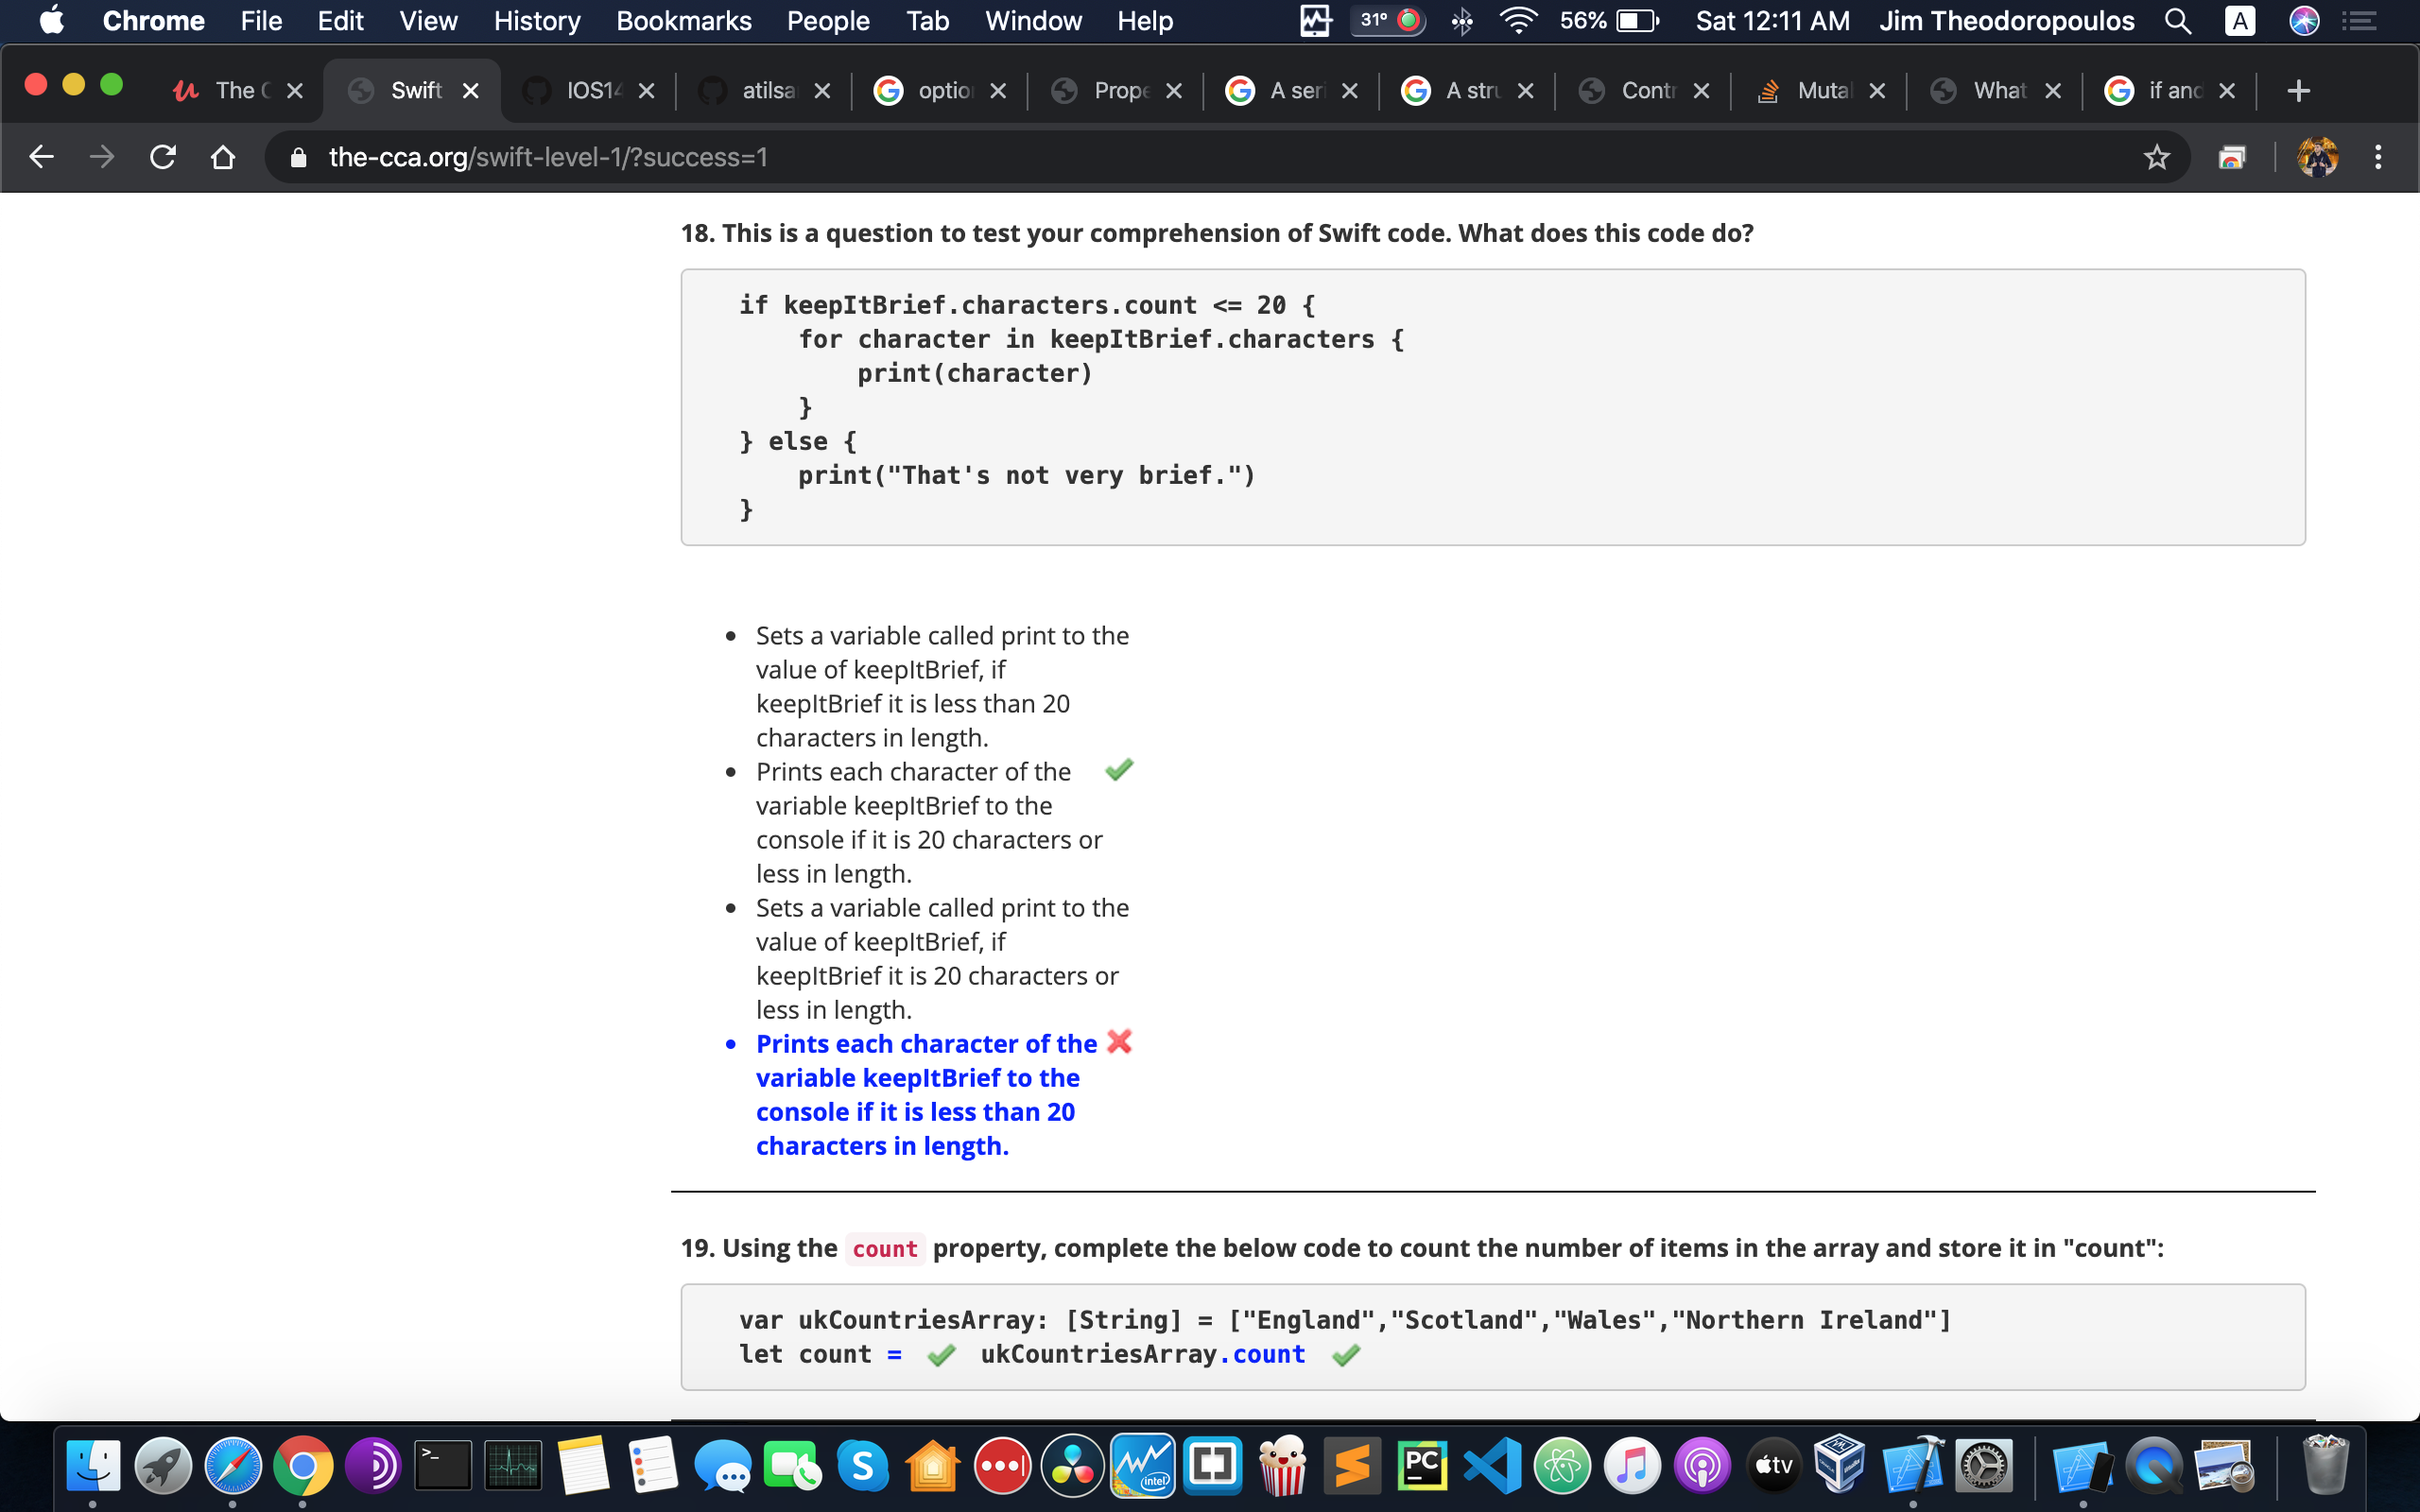 Chrome File Edit View History Bookmarks People Tab Window Help 31° 56% Sat 12:11 AM Jim Theodoropoulos A
The Swift IOS14 atilsa option Prope A seri A stru Contr Muta What if and
the-cca.org/swift-level-1/?success=1
18. This is a question to test your comprehension of Swift code. What does this code do?
if keepItBrief.characters.count <= 20 {
for character in keepItBrief.characters {
print(character)
}
} else {
print("That's not very brief.")
}
Sets a variable called print to the
value of keepItBrief, if
keepItBrief it is less than 20
characters in length.
Prints each character of the
variable keepItBrief to the
console if it is 20 characters or
less in length.
Sets a variable called print to the
value of keepItBrief, if
keepItBrief it is 20 characters or
less in length.
Prints each character of the
variable keepItBrief to the
console if it is less than 20
characters in length.
19. Using the count property, complete the below code to count the number of items in the array and store it in "count":
var ukCountriesArray: [String] = ["England","Scotland","Wales","Northern Ireland"]
let count = ukCountriesArray.count
>_ S intel PC tv